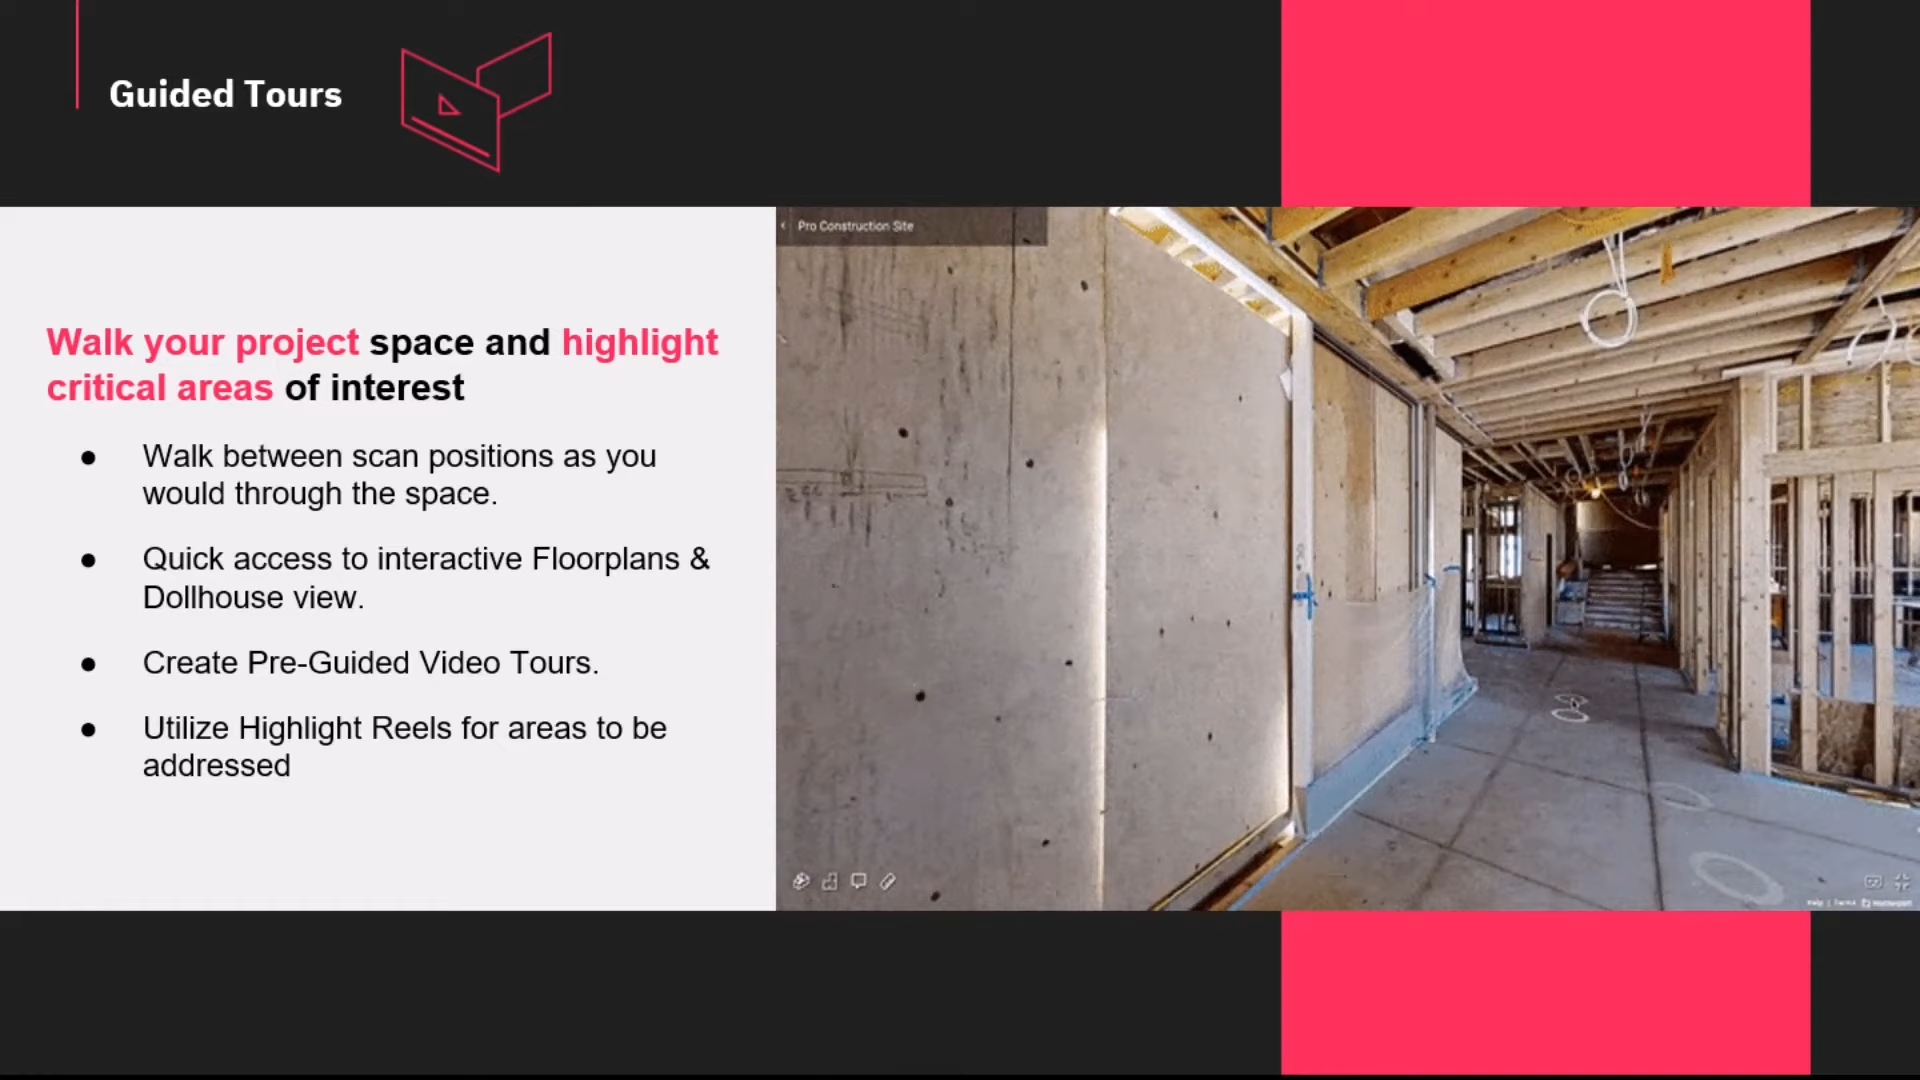 Guided Tours
Pro Construction Site
Walk your project space and highlight
critical areas of interest
● Walk between scan positions as you
would through the space.
● Quick access to interactive Floorplans &
Dollhouse view.
● Create Pre-Guided Video Tours.
● Utilize Highlight Reels for areas to be
addressed
Help | Terms